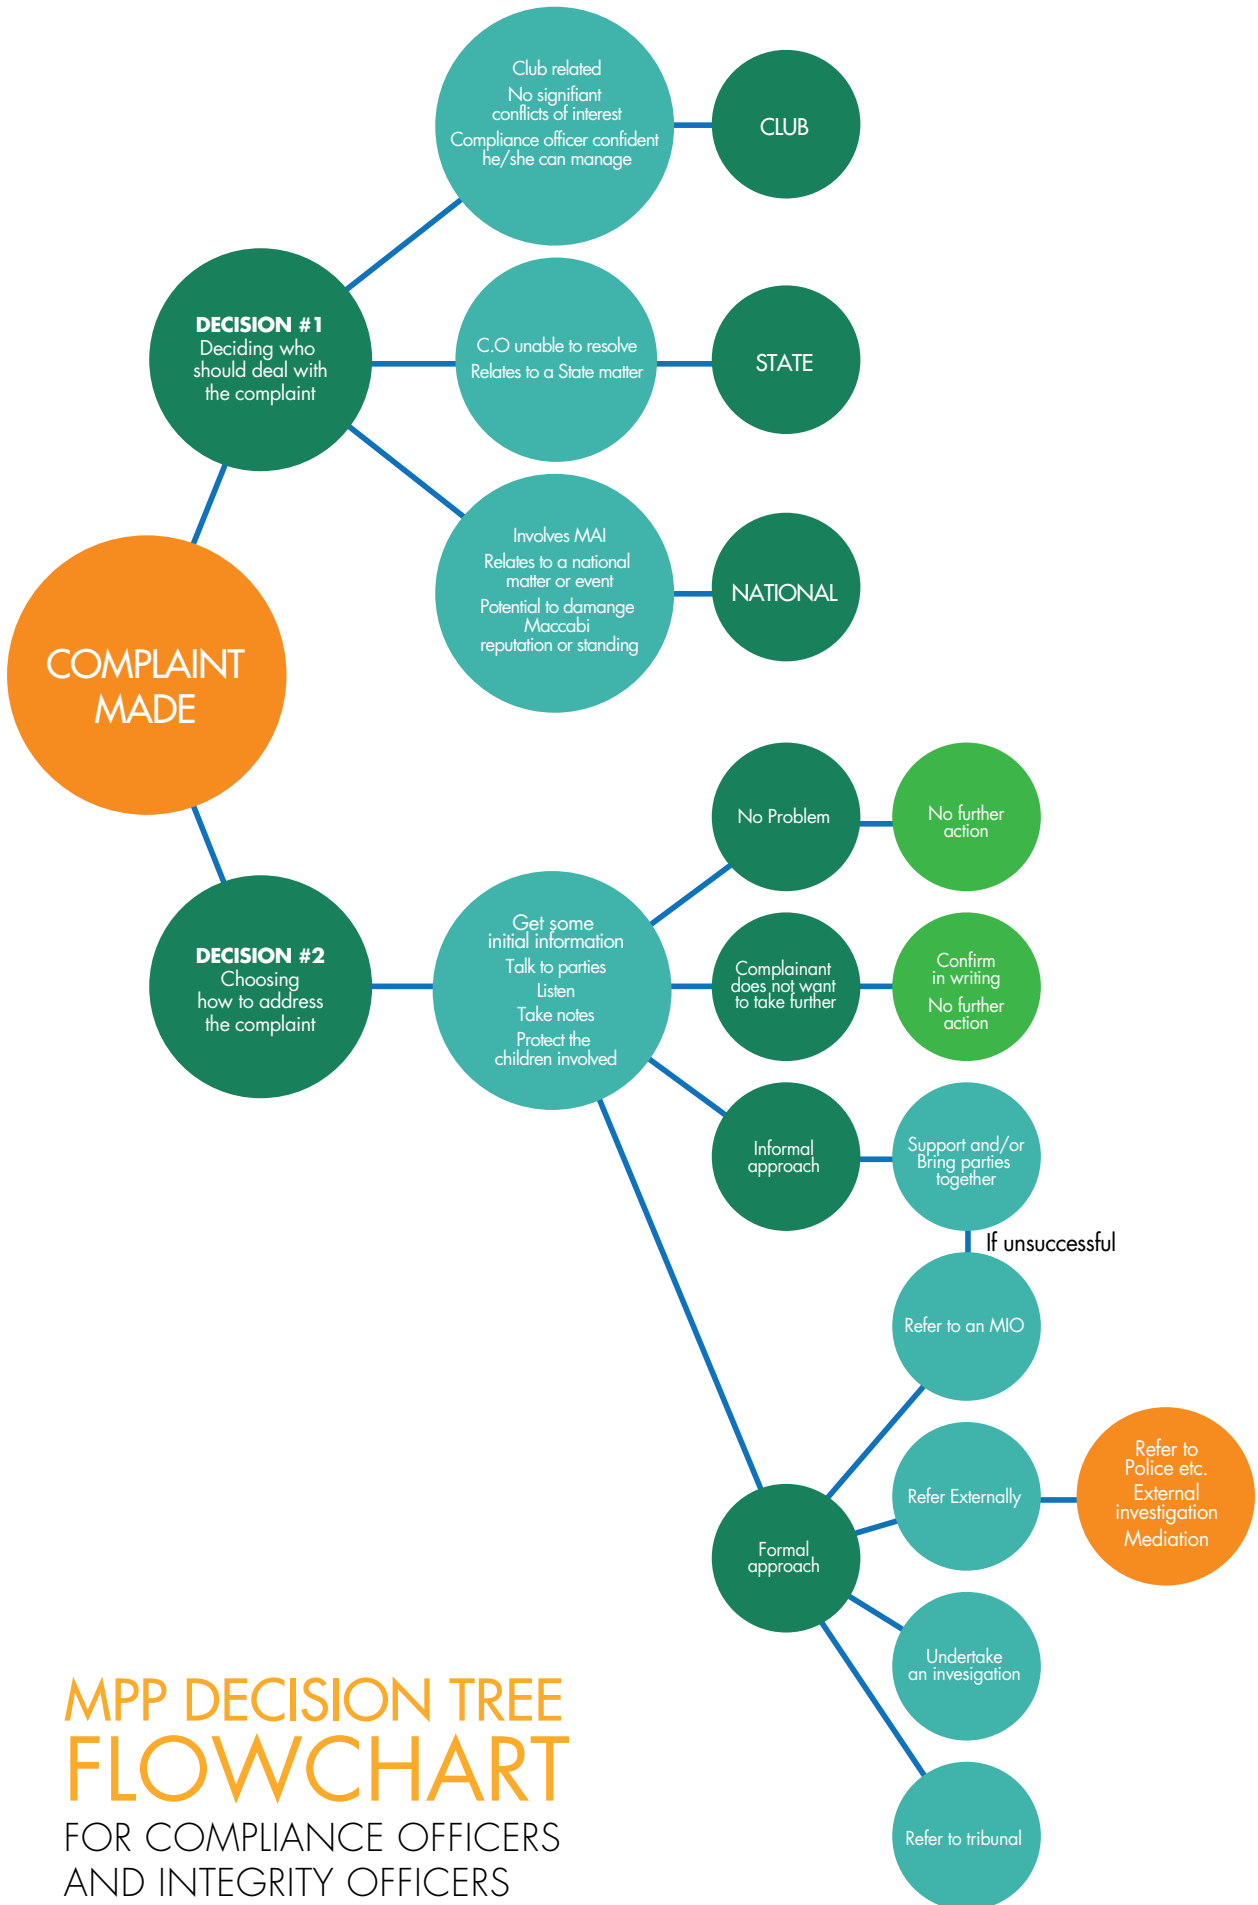 Club related
No signifiant
conflicts of interest
Compliance officer confident
he/she can manage
CLUB
DECISION #1
Deciding who
should deal with
the complaint
C.O unable to resolve
Relates to a State matter
STATE
Involves MAI
Relates to a national
matter or event
Potential to damange
Maccabi
reputation or standing
NATIONAL
COMPLAINT
MADE
No Problem
No further
action
DECISION #2
Choosing
how to address
the complaint
Get some
initial information
Talk to parties
Listen
Take notes
Protect the
children involved
Complainant
does not want
to take further
Confirm
in writing
No further
action
Informal
approach
Support and/or
Bring parties
together
If unsuccessful
Refer to an MIO
Refer Externally
Refer to
Police etc.
External
investigation
Mediation
Formal
approach
Undertake
an invesigation
Refer to tribunal
MPP DECISION TREE
FLOWCHART
FOR COMPLIANCE OFFICERS
AND INTEGRITY OFFICERS